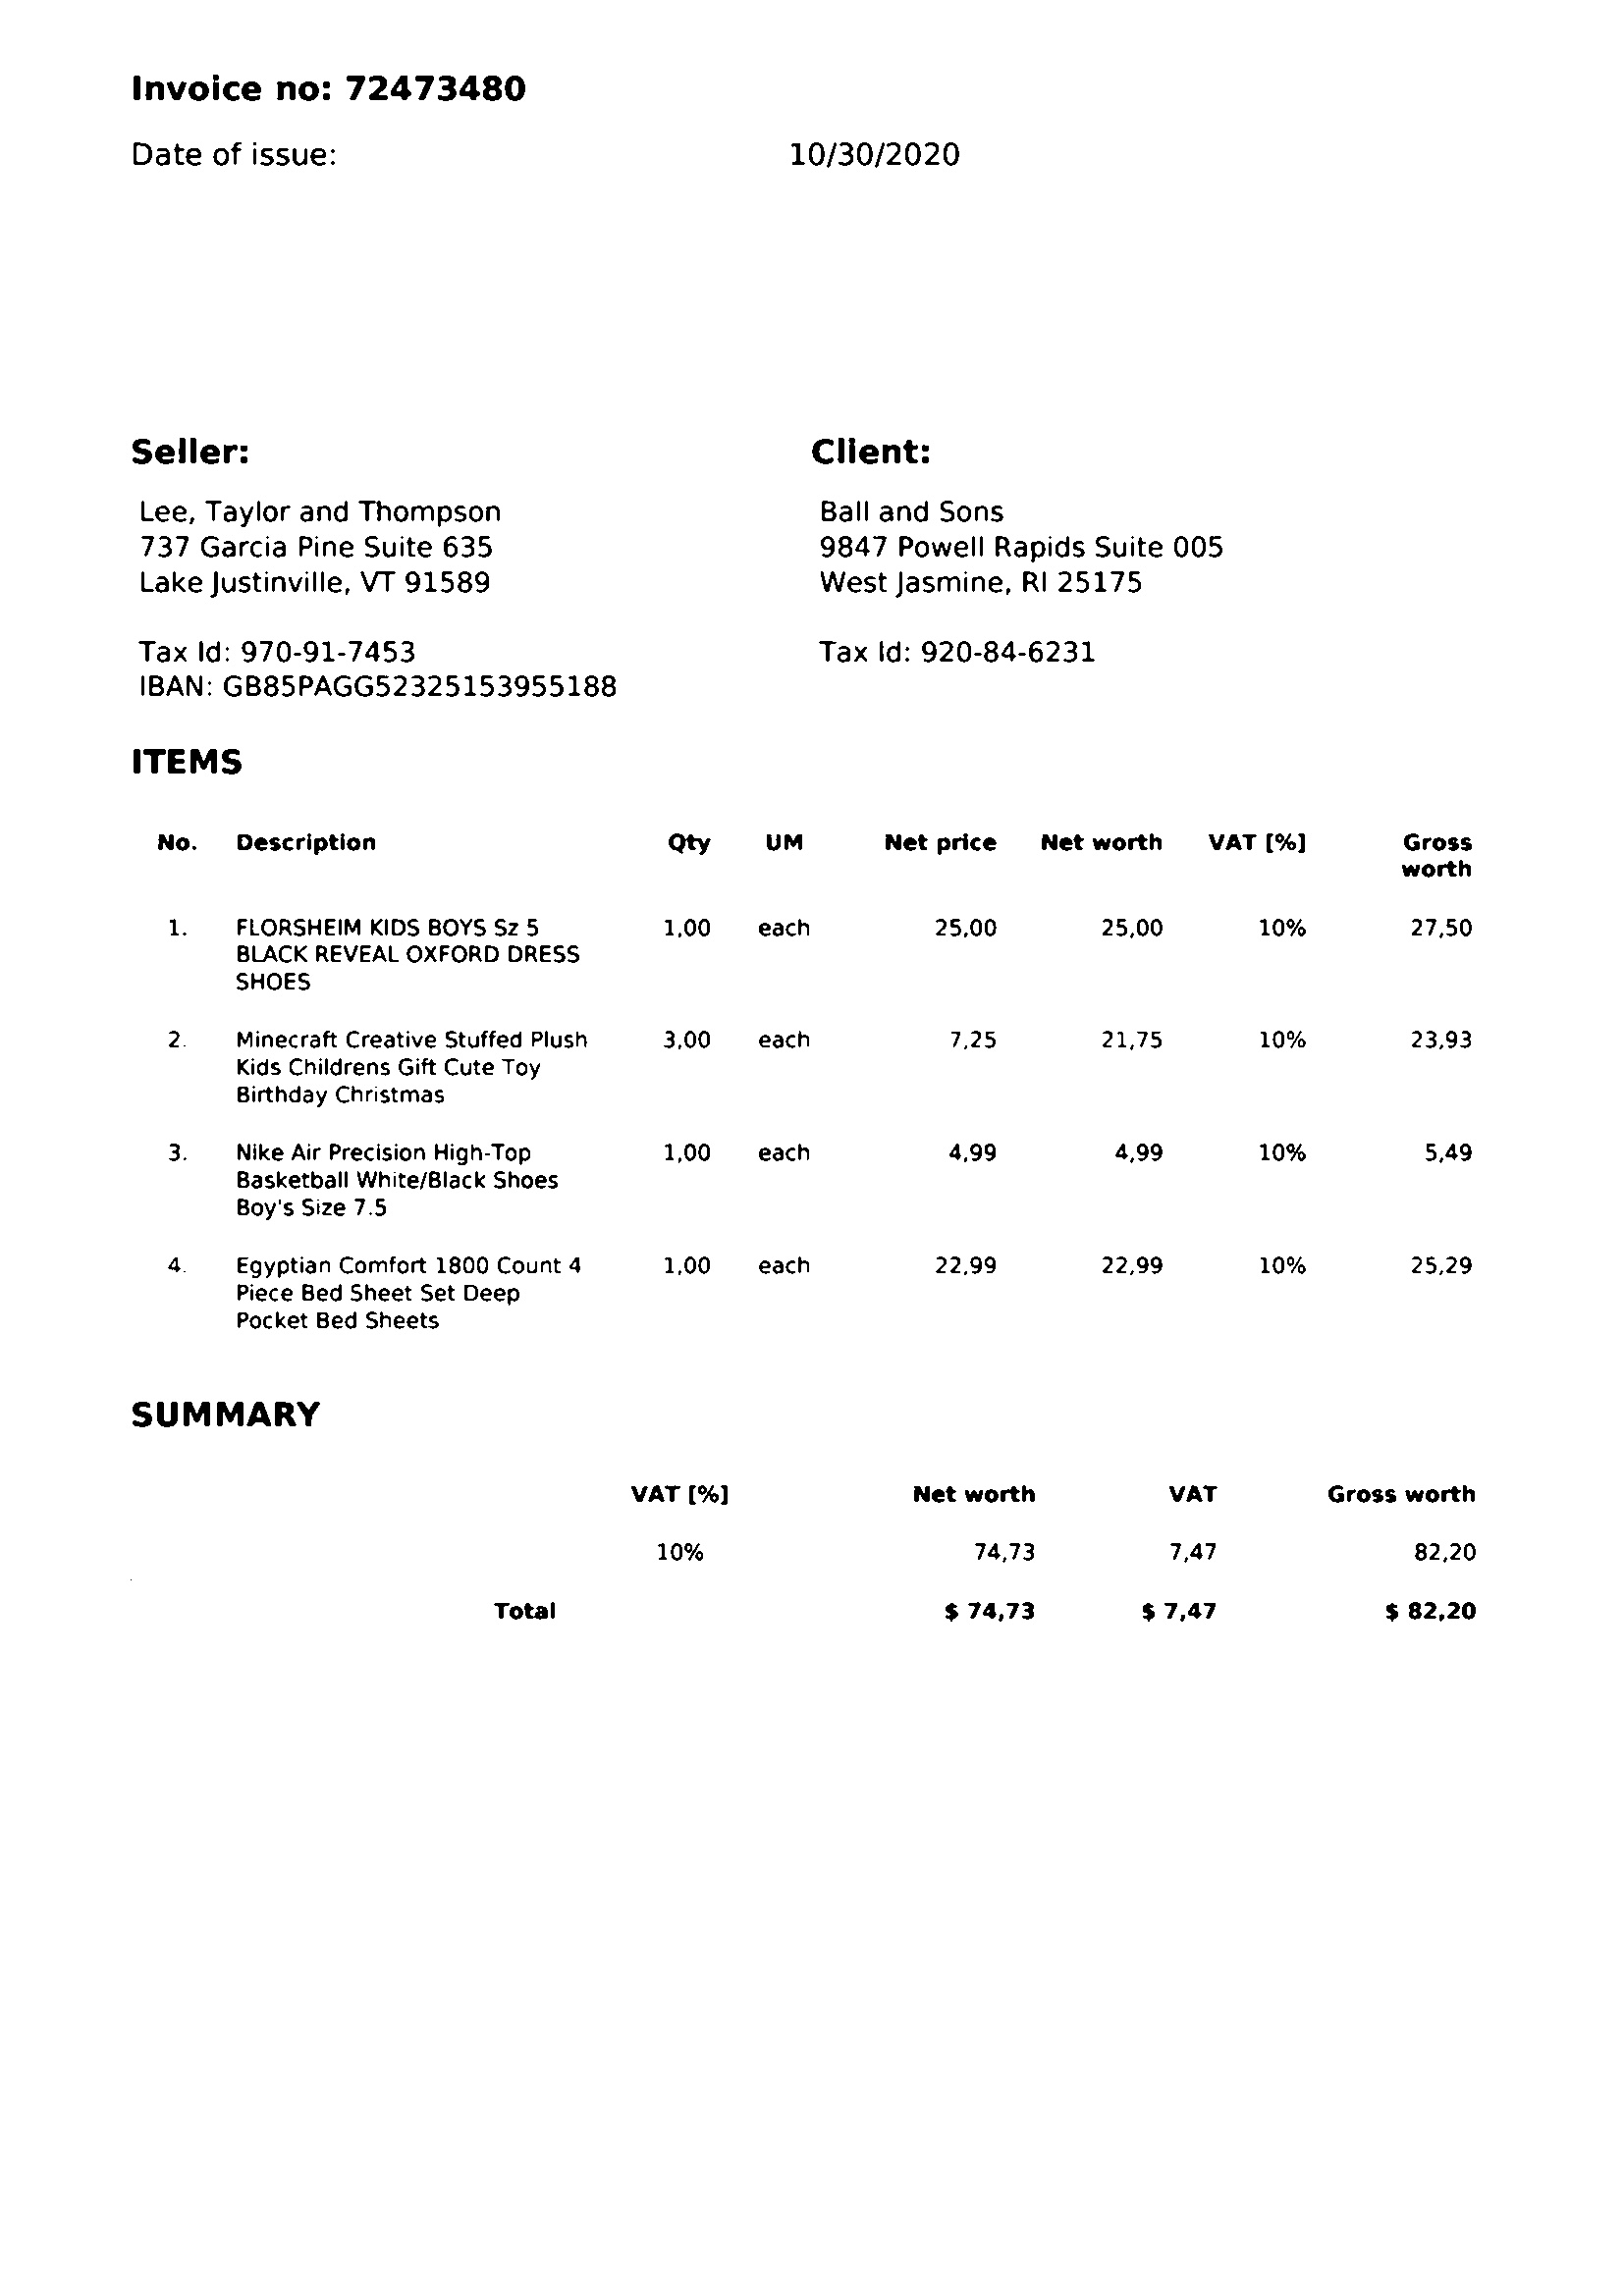 Invoice no: 72473480
Date of issue: 10/30/2020
Seller: Client:
Lee, Taylor and Thompson Ball and Sons
737 Garcia Pine Suite 635 9847 Powell Rapids Suite 005
Lake Justinville, VT 91589 West Jasmine, RI 25175
Tax Id: 970-91-7453 Tax Id: 920-84-6231
IBAN: GB85PAGG52325153955188
ITEMS
No. Description Qty UM Net price Net worth VAT [%] Gross
worth
1. FLORSHEIM KIDS BOYS Sz 5 1,00 each 25,00 25,00 10% 27,50
BLACK REVEAL OXFORD DRESS
SHOES
2. Minecraft Creative Stuffed Plush 3,00 each 7,25 21,75 10% 23,93
Kids Childrens Gift Cute Toy
Birthday Christmas
3. Nike Air Precision High-Top 1,00 each 4,99 4,99 10% 5,49
Basketball White/Black Shoes
Boy's Size 7.5
4. Egyptian Comfort 1800 Count 4 1,00 each 22,99 22,99 10% 25,29
Piece Bed Sheet Set Deep
Pocket Bed Sheets
SUMMARY
VAT [%] Net worth VAT Gross worth
10% 74,73 7,47 82,20
Total $ 74,73 $ 7,47 $ 82,20